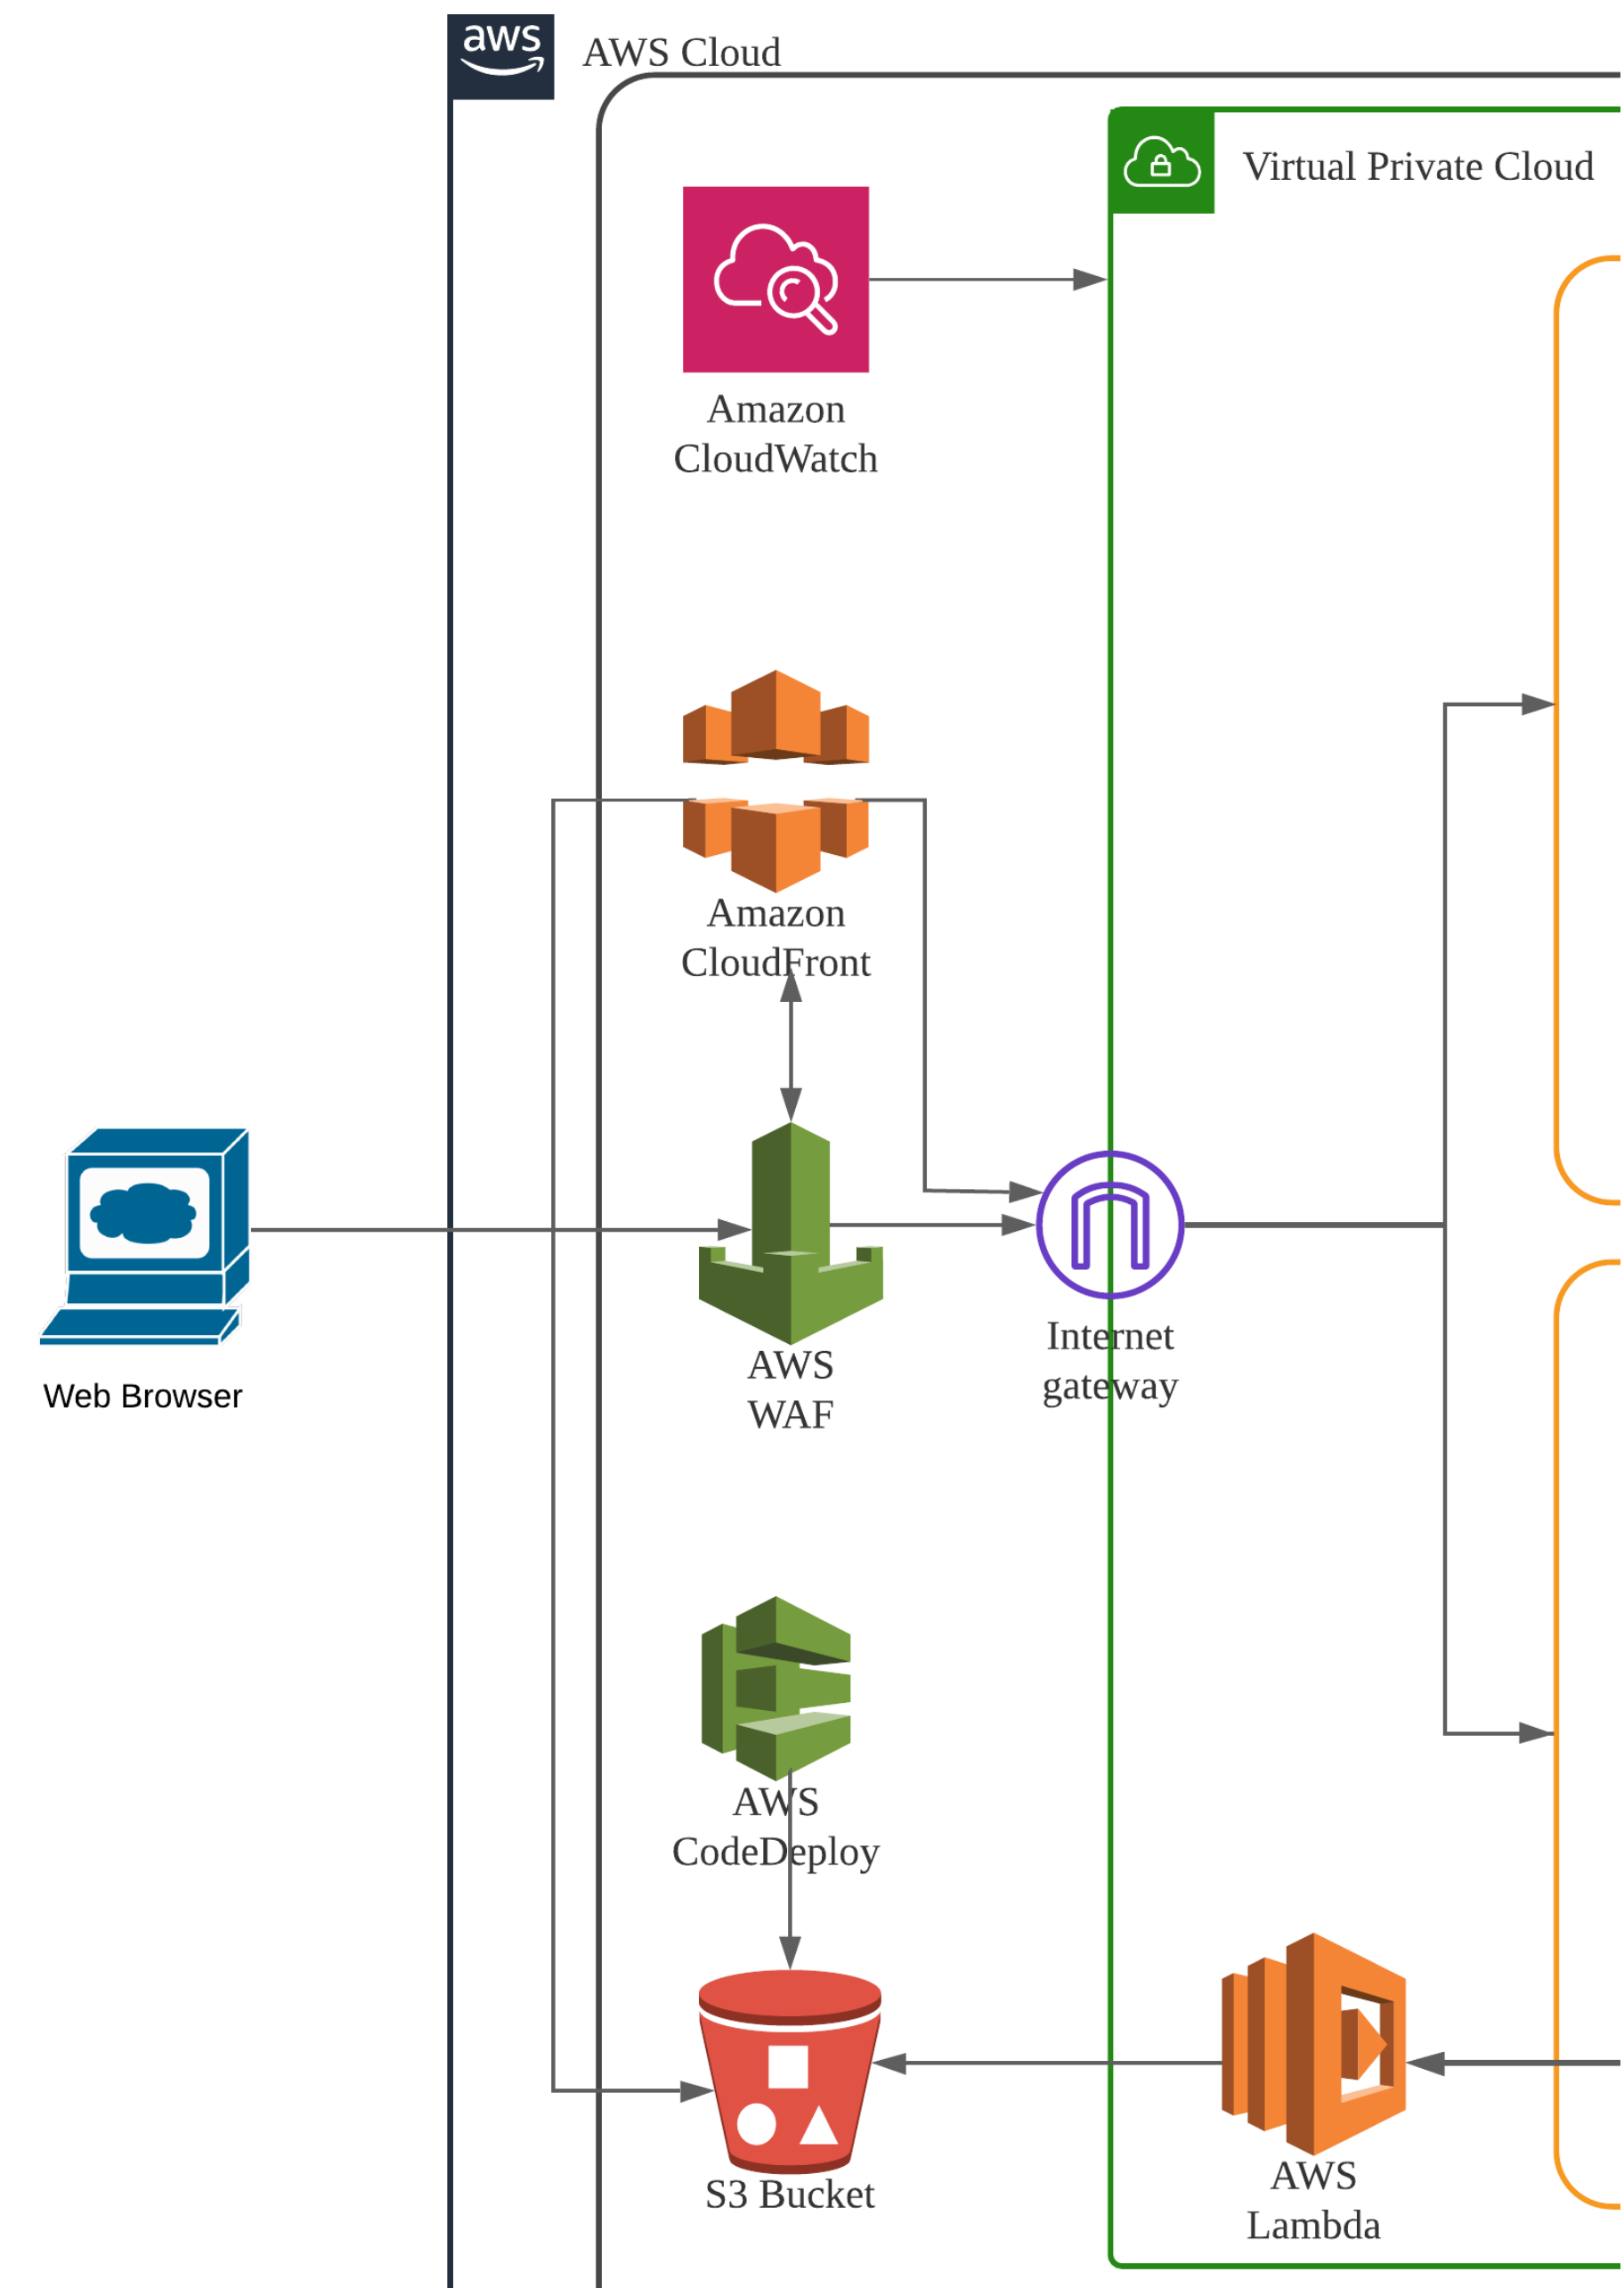 aws
AWS Cloud
Virtual Private Cloud
Amazon
CloudWatch
Amazon
CloudFront
Web Browser
AWS
WAF
Internet
gateway
AWS
CodeDeploy
S3 Bucket
AWS
Lambda